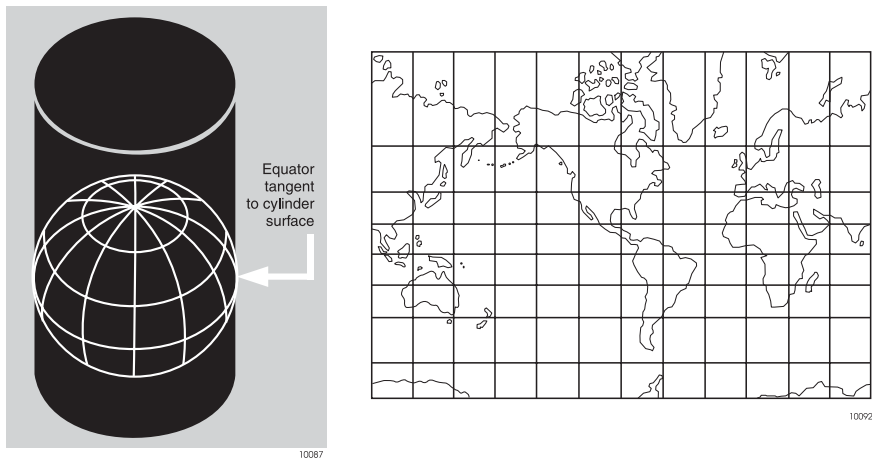 Equator
tangent
to cylinder
surface
10087
10092